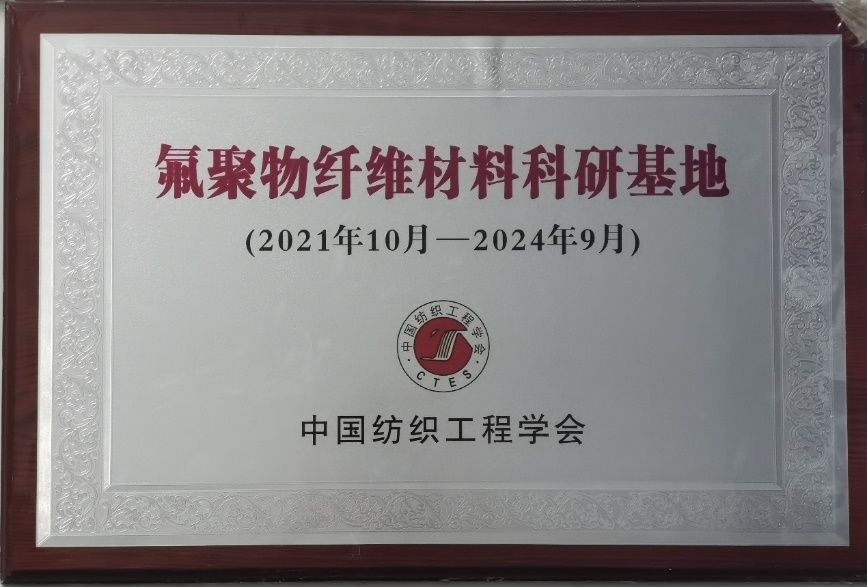 氟聚物纤维材料科研基地
(2021年10月—2024年9月)
·中国纺织工程学会·
CTES
中国纺织工程学会